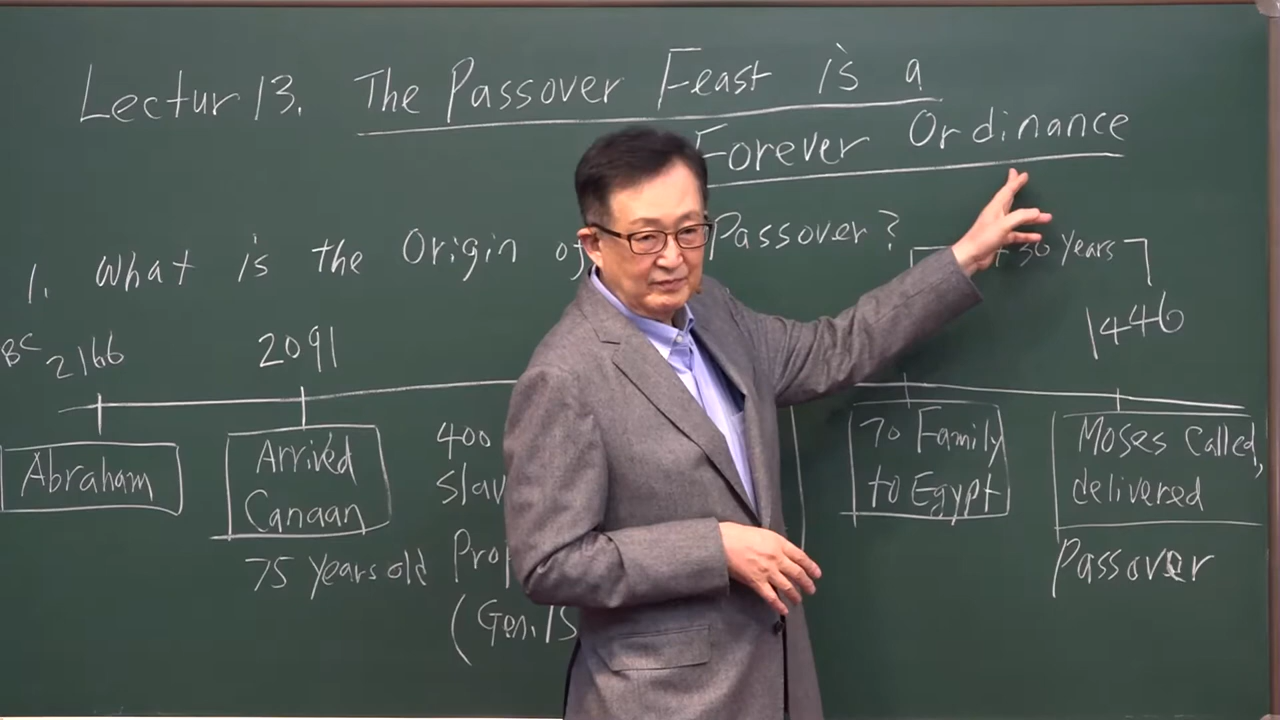 Lectur 13. The Passover Feast is a
Forever Ordinance
1. What is the Origin of Passover?
30 Years
BC 2166
2091
1446
Abraham
Arrived
Canaan
75 Years old
400
(Gen. 15
70 Family
to Egypt
Moses Called,
delivered
Passover